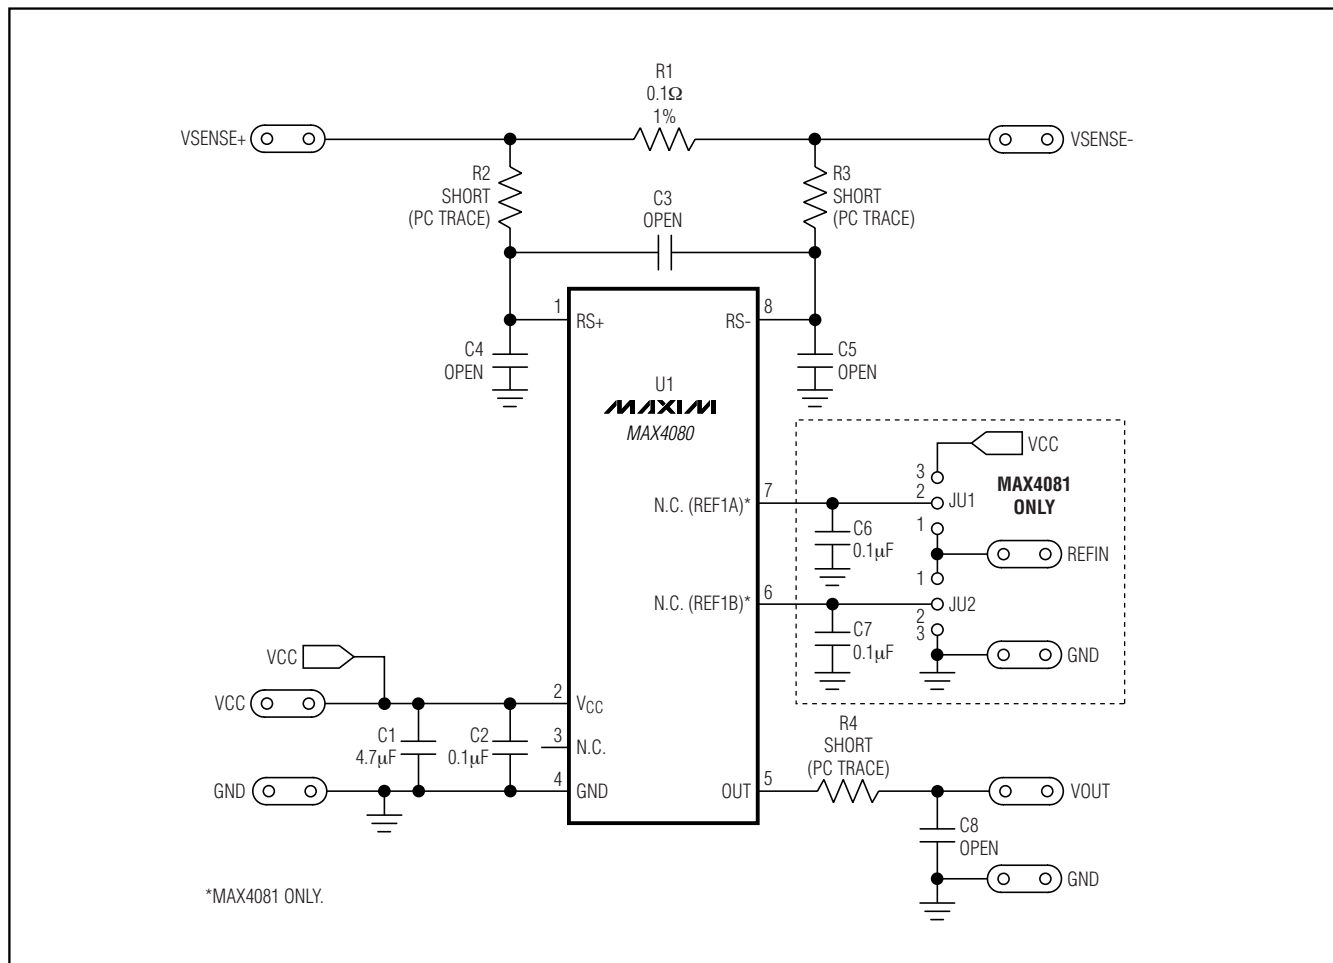 R1
0.1Ω
1%
VSENSE+
VSENSE-
R2
SHORT
(PC TRACE)
R3
SHORT
(PC TRACE)
C3
OPEN
1
RS+
RS-
8
C4
OPEN
C5
OPEN
U1
MAXIM
MAX4080
VCC
3
2
JU1
MAX4081
ONLY
N.C. (REF1A)*
7
C6
0.1µF
1
REFIN
1
N.C. (REF1B)*
6
JU2
2
3
C7
0.1µF
GND
VCC
VCC
2
VCC
C1
4.7µF
C2
0.1µF
3
N.C.
R4
SHORT
(PC TRACE)
GND
4
GND
OUT
5
VOUT
C8
OPEN
GND
*MAX4081 ONLY.